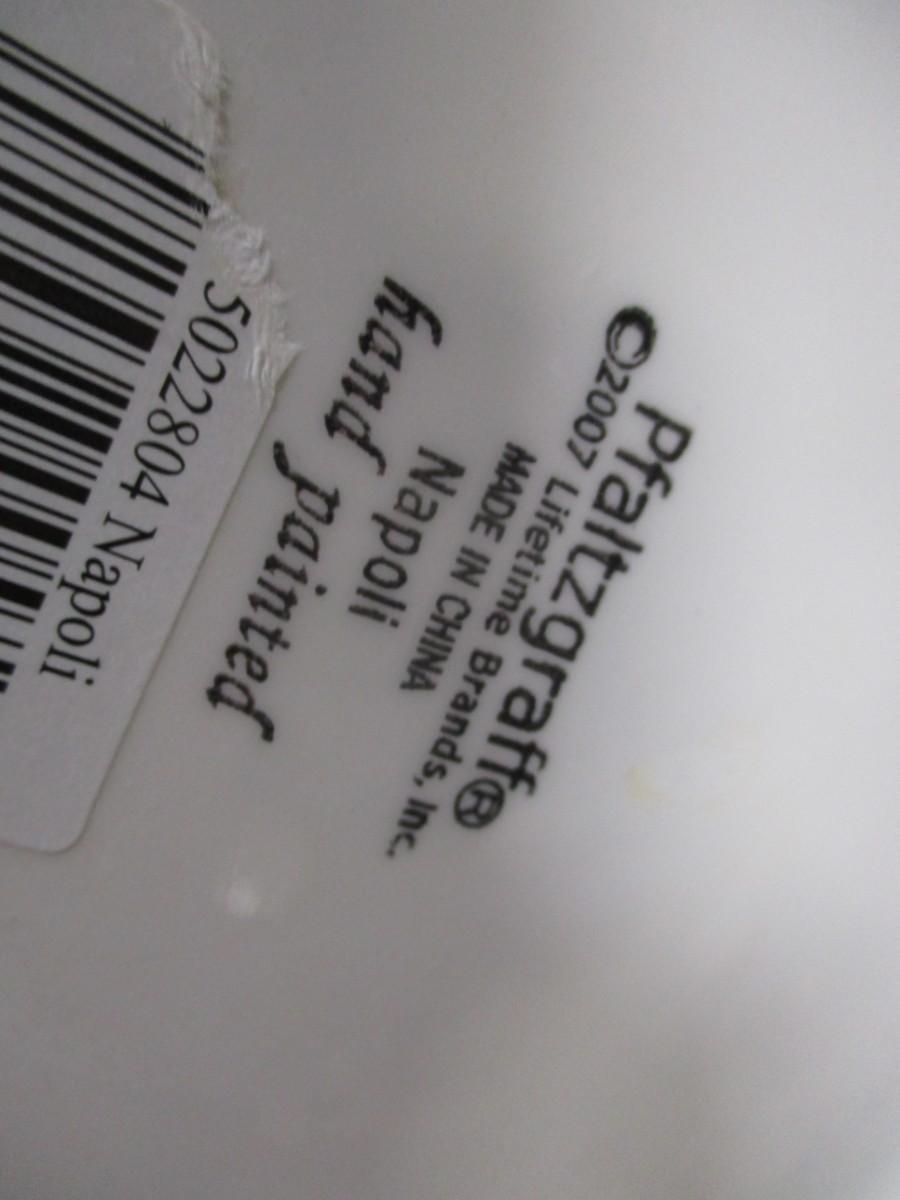 Pfaltzgraff®
©2007 Lifetime Brands, Inc.
MADE IN CHINA
Napoli
hand painted
5022804 Napoli